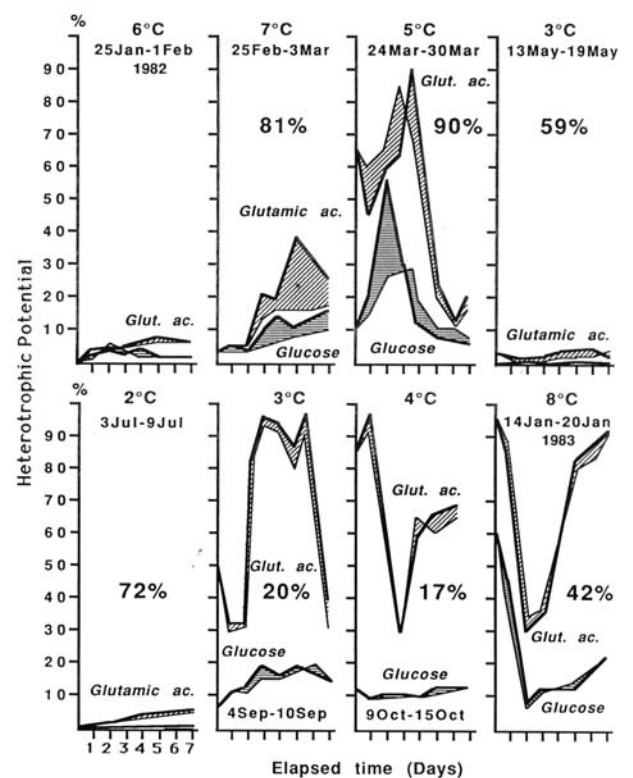 %
6°C
25Jan-1Feb
1982
7°C
25Feb-3Mar
5°C
24Mar-30Mar
3°C
13May-19May
90
80
70
60
50
40
30
20
10
81%
90%
59%
Glut. ac.
Glutamic ac.
Glut. ac.
Glucose
Glucose
Glutamic ac.
Heterotrophic Potential
%
2°C
3Jul-9Jul
3°C
4°C
8°C
14Jan-20Jan
1983
90
80
70
60
50
40
30
20
10
72%
20%
17%
42%
Glutamic ac.
Glut. ac.
Glucose
4Sep-10Sep
Glut. ac.
Glucose
9Oct-15Oct
Glut. ac.
Glucose
1 2 3 4 5 6 7
Elapsed time (Days)